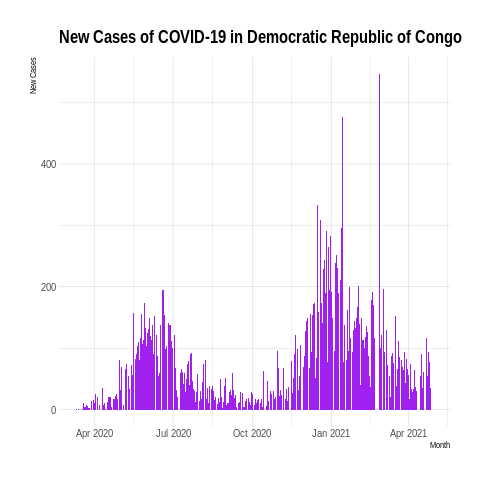 New Cases of COVID-19 in Democratic Republic of Congo
New Cases
400
200
0
Apr 2020 Jul 2020 Oct 2020 Jan 2021 Apr 2021
Month